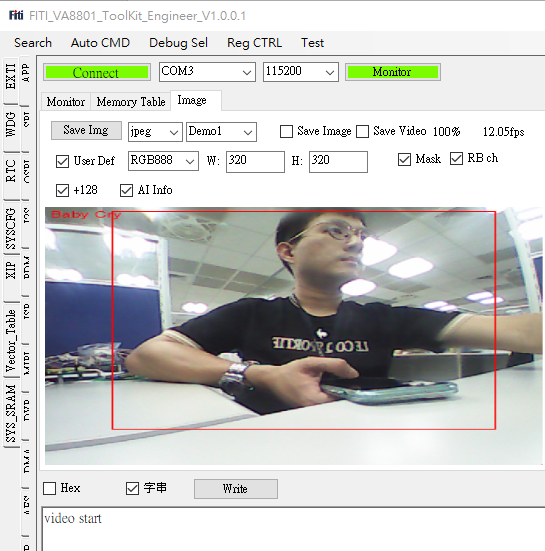 Fiti FITI_VA8801_ToolKit_Engineer_V1.0.0.1
Search Auto CMD Debug Sel Reg CTRL Test
Connect COM3 115200 Monitor
Monitor Memory Table Image
Save Img jpeg Demo1 Save Image Save Video 100% 12.05fps
User Def RGB888 W: 320 H: 320 Mask RB ch
+128 AI Info
Baby Cry
Hex 字串 Write
video start
EXTI
WDG
RTC
SYSCFG
XIP
Vector_Table
SYS_SRAM
APP